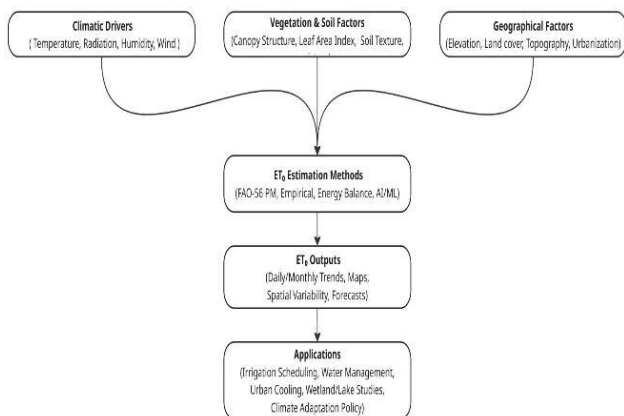 Climatic Drivers
( Temperature, Radiation, Humidity, Wind )
Vegetation & Soil Factors
(Canopy Structure, Leaf Area Index, Soil Texture,
Geographical Factors
(Elevation, Land cover, Topography, Urbanization)
ET₀ Estimation Methods
(FAO-56 PM, Empirical, Energy Balance, AI/ML)
ET₀ Outputs
(Daily/Monthly Trends, Maps,
Spatial Variability, Forecasts)
Applications
(Irrigation Scheduling, Water Management,
Urban Cooling, Wetland/Lake Studies,
Climate Adaptation Policy)